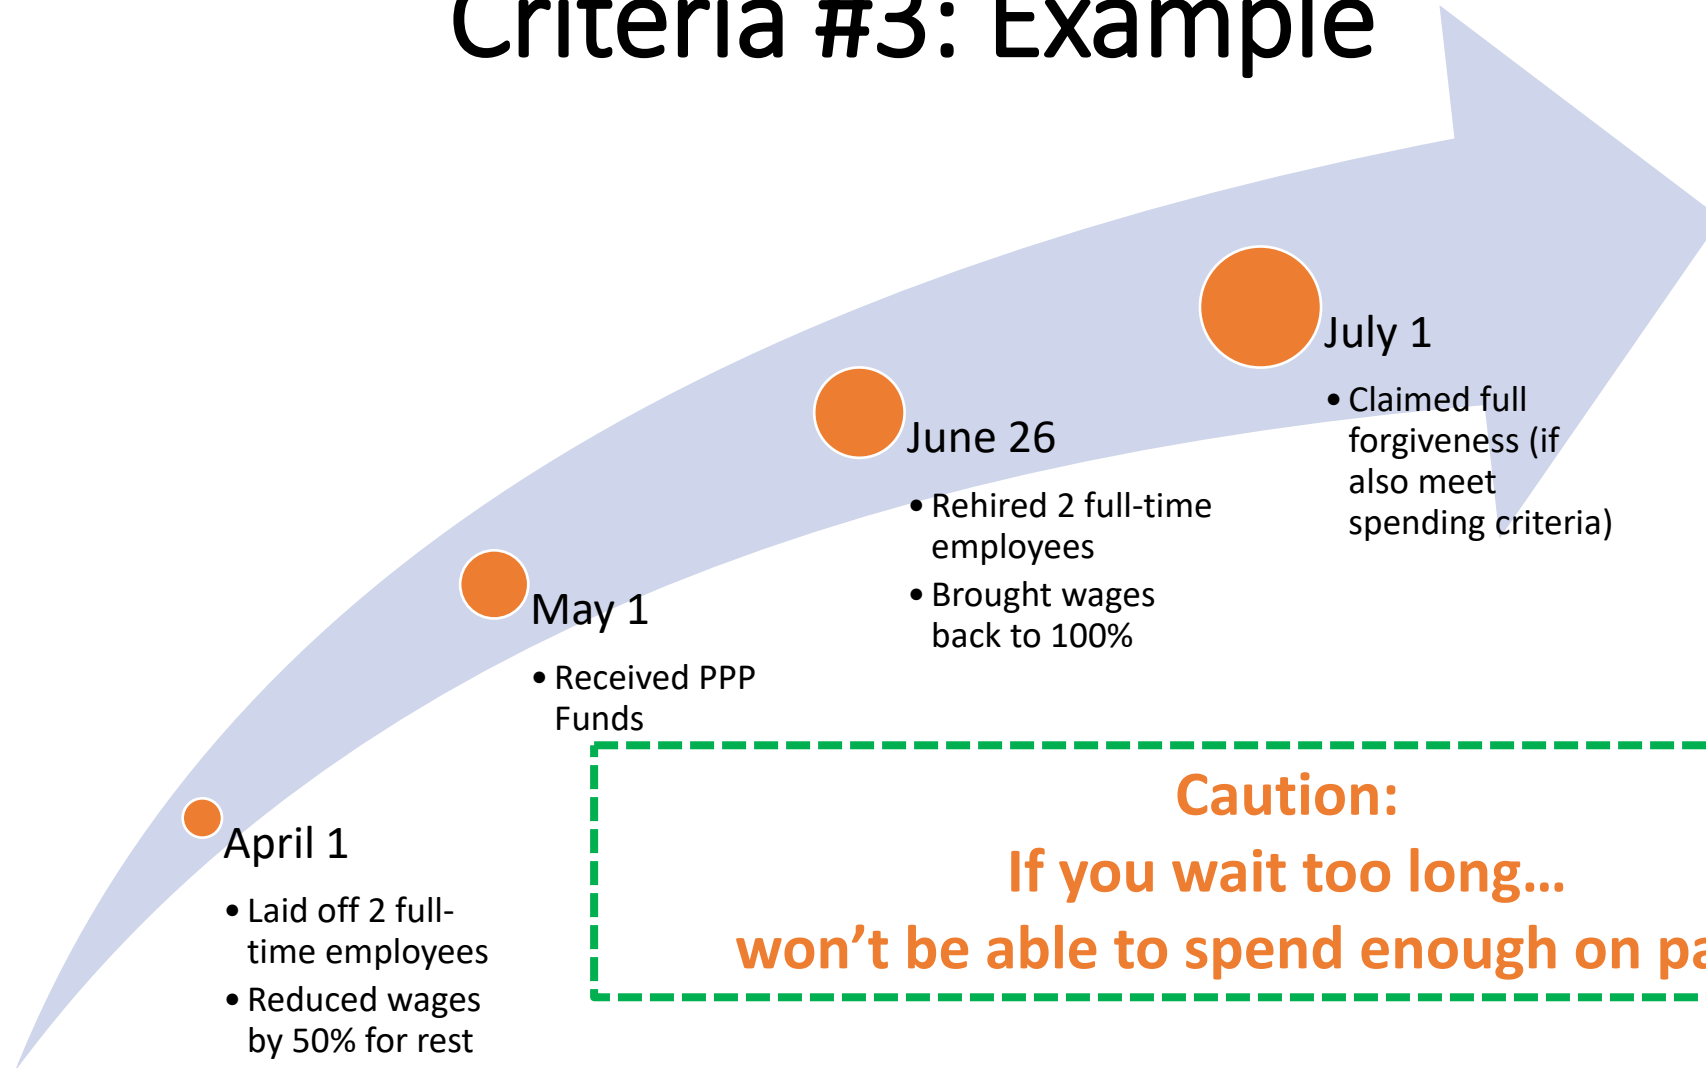 Criteria #3: Example
April 1
• Laid off 2 full-
time employees
• Reduced wages
by 50% for rest
May 1
• Received PPP
Funds
June 26
• Rehired 2 full-time
employees
• Brought wages
back to 100%
July 1
• Claimed full
forgiveness (if
also meet
spending criteria)
Caution:
If you wait too long…
won’t be able to spend enough on